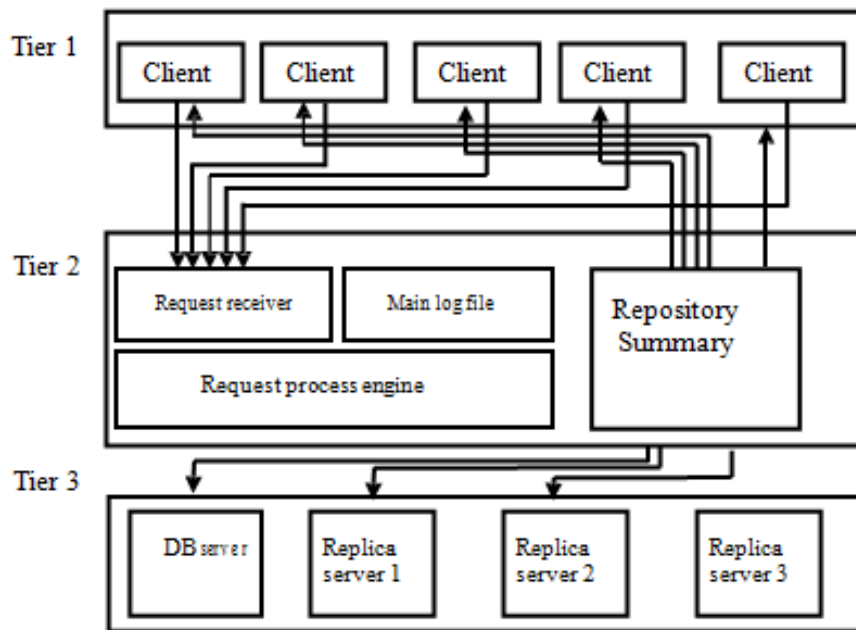 Tier 1
Client Client Client Client Client
Tier 2
Request receiver
Main log file
Repository
Summary
Request process engine
Tier 3
DB server
Replica
server 1
Replica
server 2
Replica
server 3